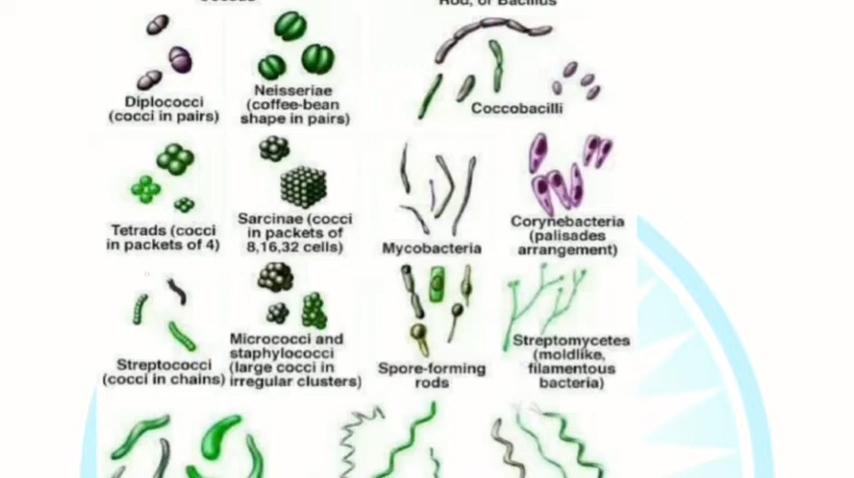 Rod, or Bacillus
Diplococci
(cocci in pairs)
Neisseriae
(coffee-bean
shape in pairs)
Coccobacilli
Tetrads (cocci
in packets of 4)
Sarcinae (cocci
in packets of
8,16,32 cells)
Mycobacteria
Corynebacteria
(palisades
arrangement)
Streptococci
(cocci in chains)
Micrococci and
staphylococci
(large cocci in
irregular clusters)
Spore-forming
rods
Streptomycetes
(moldlike,
filamentous
bacteria)